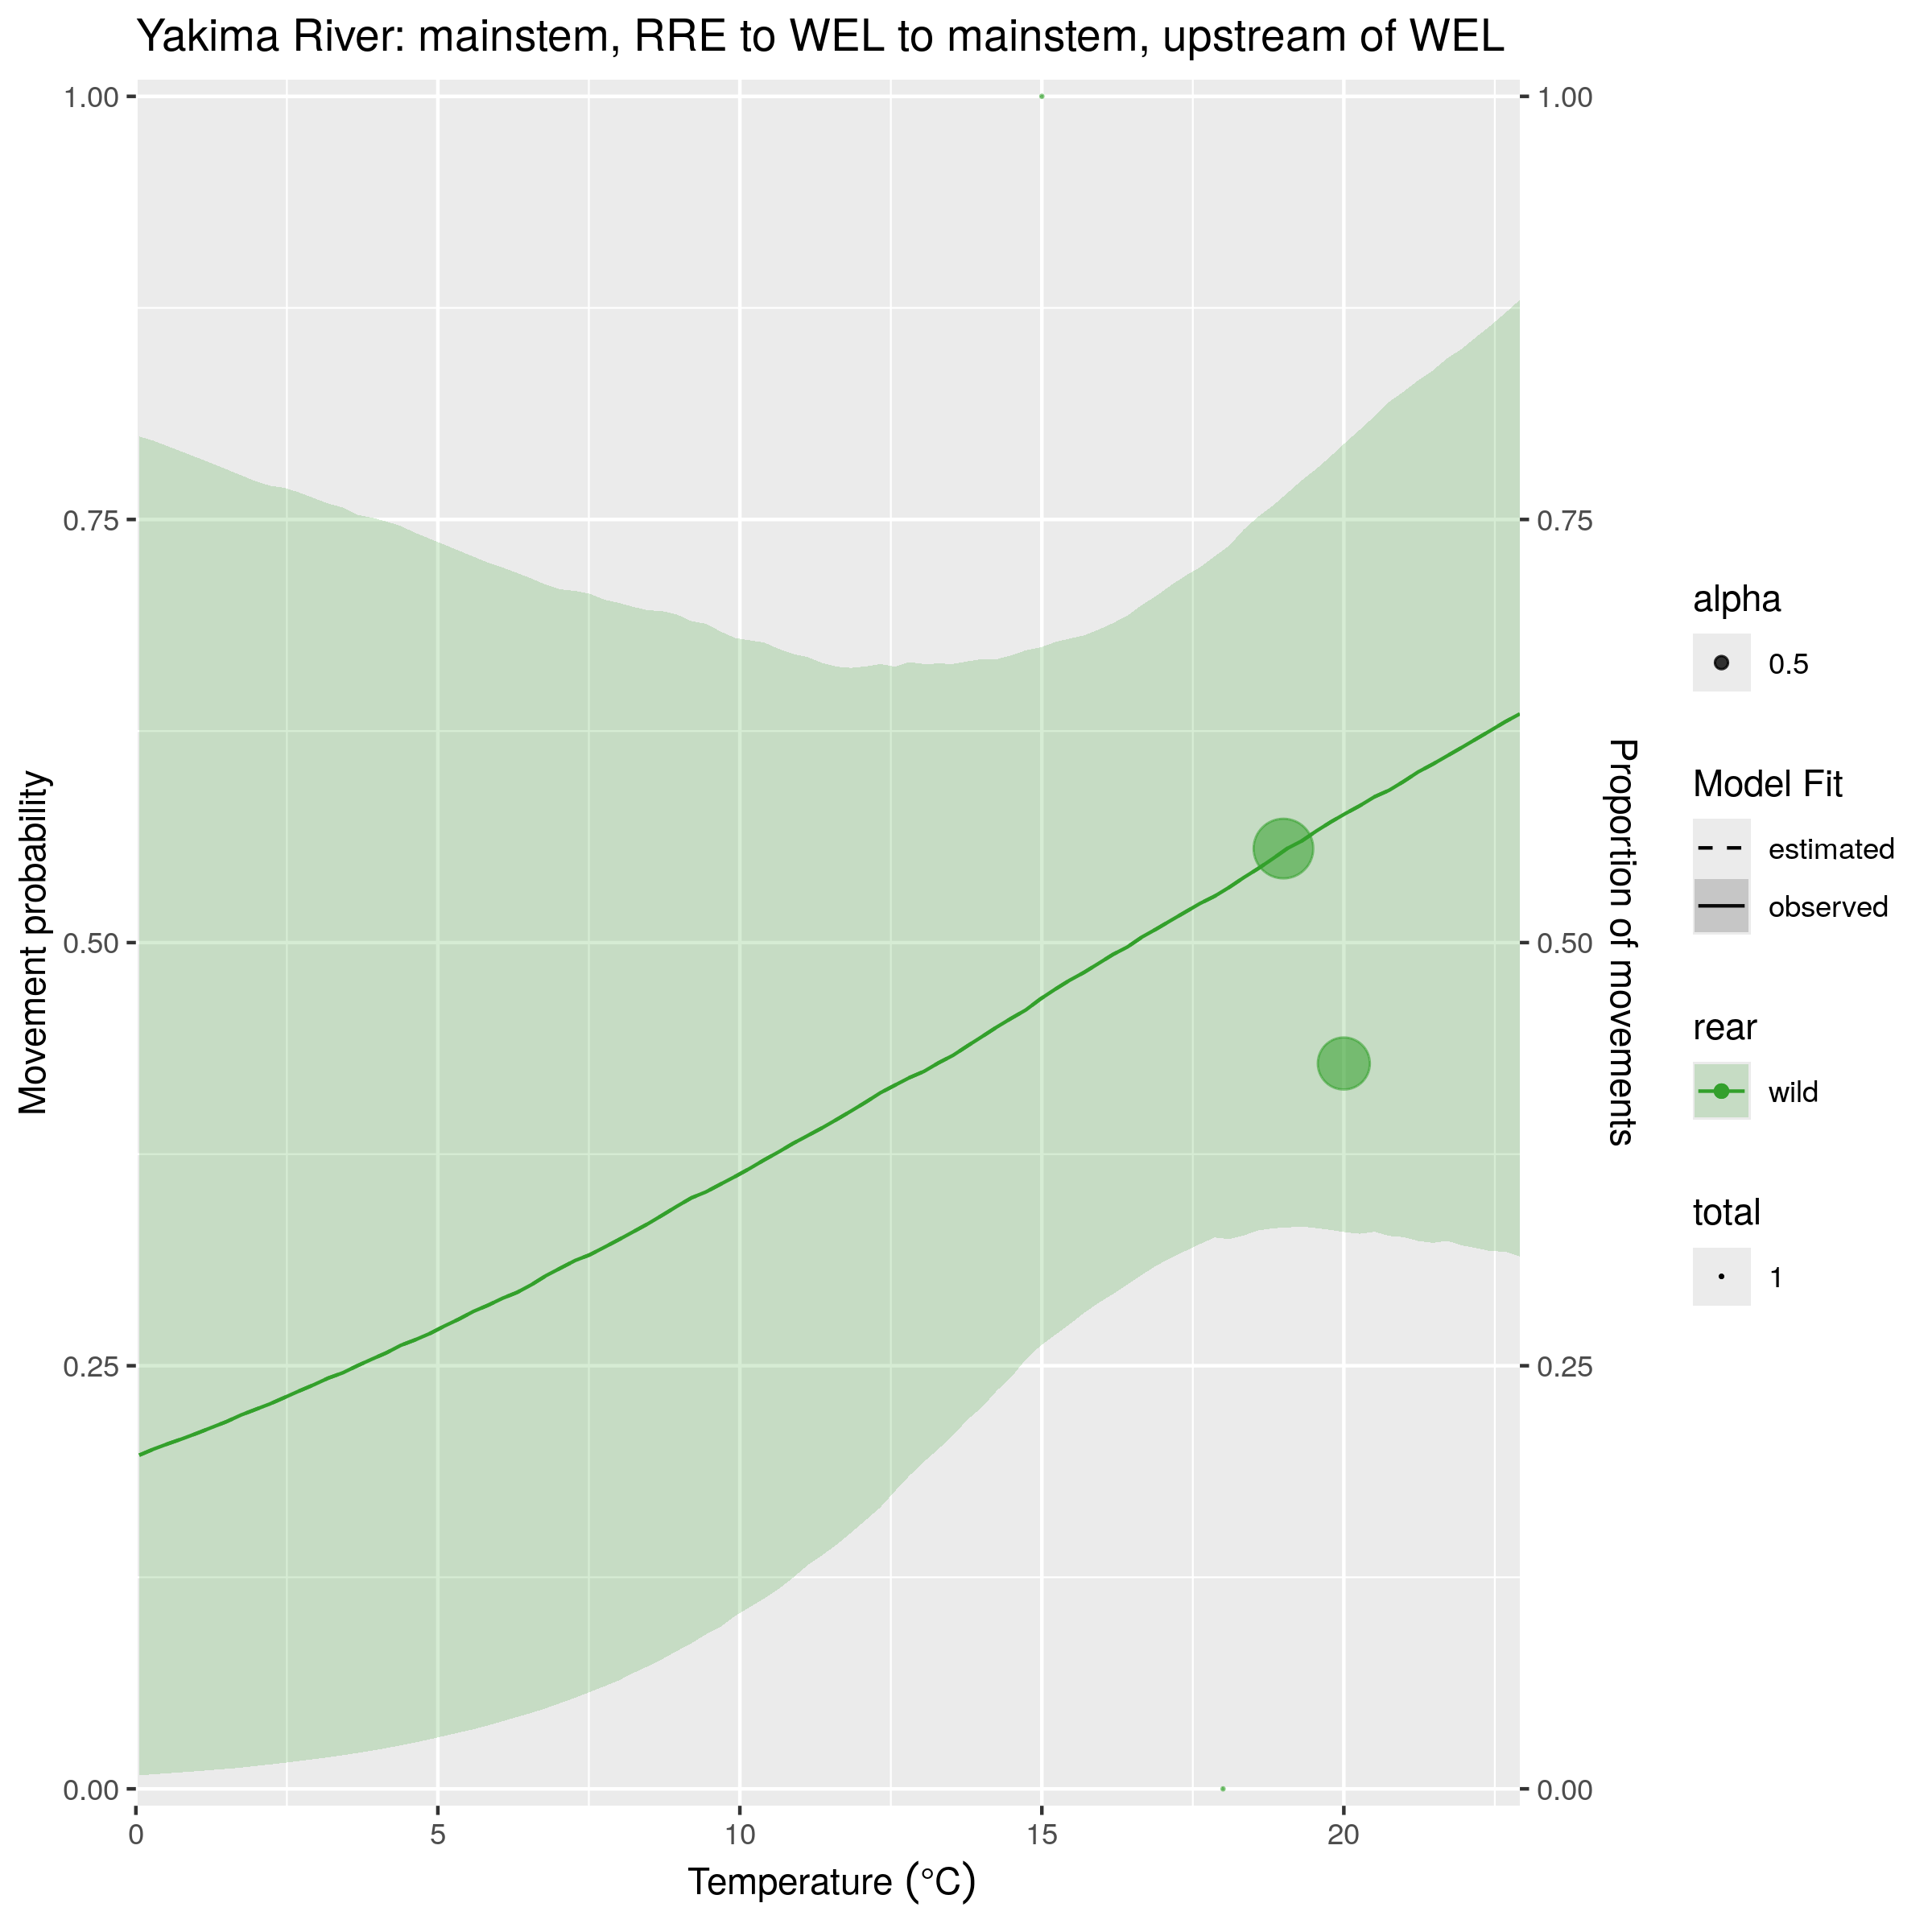 Yakima River: mainstem, RRE to WEL to mainstem, upstream of WEL
1.00
0.75
0.50
0.25
0.00
Movement probability
0
5
10
15
20
Temperature (°C)
1.00
0.75
0.50
0.25
0.00
Proportion of movements
alpha
0.5
Model Fit
estimated
observed
rear
wild
total
1